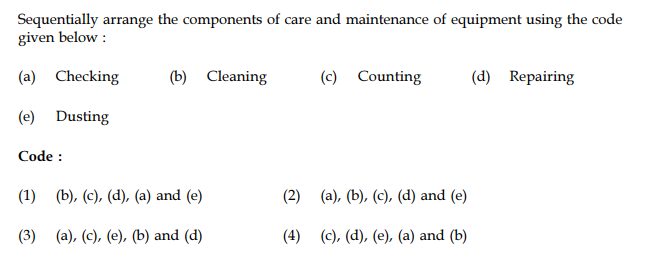 Sequentially arrange the components of care and maintenance of equipment using the code
given below :
(a) Checking (b) Cleaning (c) Counting (d) Repairing
(e) Dusting
Code :
(1) (b), (c), (d), (a) and (e) (2) (a), (b), (c), (d) and (e)
(3) (a), (c), (e), (b) and (d) (4) (c), (d), (e), (a) and (b)